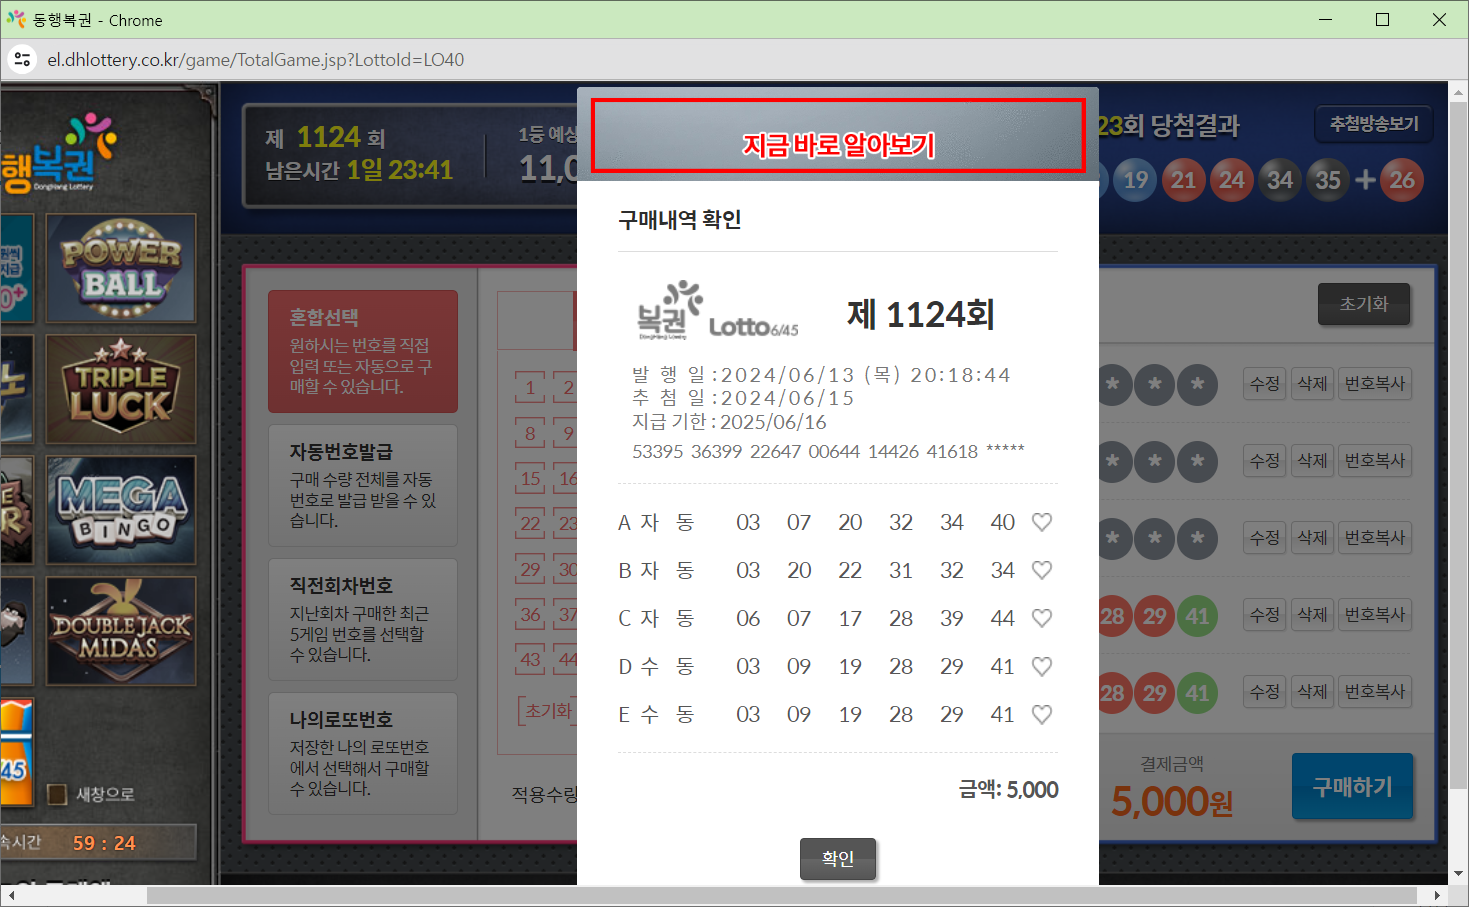 동행복권 - Chrome
el.dhlottery.co.kr/game/TotalGame.jsp?LottoId=LO40
행복권
DongHang Lottery
POWER BALL
TRIPLE LUCK
MEGA BINGO
DOUBLE JACK MIDAS
45
새창으로
속시간 59 : 24
제 1124 회
남은시간 1일 23:41
1등 예상
11,0
23회 당첨결과
추첨방송보기
19 21 24 34 35 + 26
혼합선택
원하시는 번호를 직접
입력 또는 자동으로 구
매할 수 있습니다.
자동번호발급
구매 수량 전체를 자동
번호로 발급 받을 수 있
습니다.
직전회차번호
지난회차 구매한 최근
5게임 번호를 선택할
수 있습니다.
나의로또번호
저장한 나의 로또번호
에서 선택해서 구매할
수 있습니다.
1 2
8 9
15 16
22 23
29 30
36 37
43 44
초기화
적용수량
지금 바로 알아보기
구매내역 확인
복권
DongHang Lottery
Lotto6/45
제 1124회
발 행 일 : 2024/06/13 (목) 20:18:44
추 첨 일 : 2024/06/15
지급 기한 : 2025/06/16
53395 36399 22647 00644 14426 41618 *****
A 자 동 03 07 20 32 34 40
B 자 동 03 20 22 31 32 34
C 자 동 06 07 17 28 39 44
D 수 동 03 09 19 28 29 41
E 수 동 03 09 19 28 29 41
금액: 5,000
확인
초기화
* * * 수정 삭제 번호복사
* * * 수정 삭제 번호복사
* * * 수정 삭제 번호복사
28 29 41 수정 삭제 번호복사
28 29 41 수정 삭제 번호복사
결제금액
5,000원
구매하기